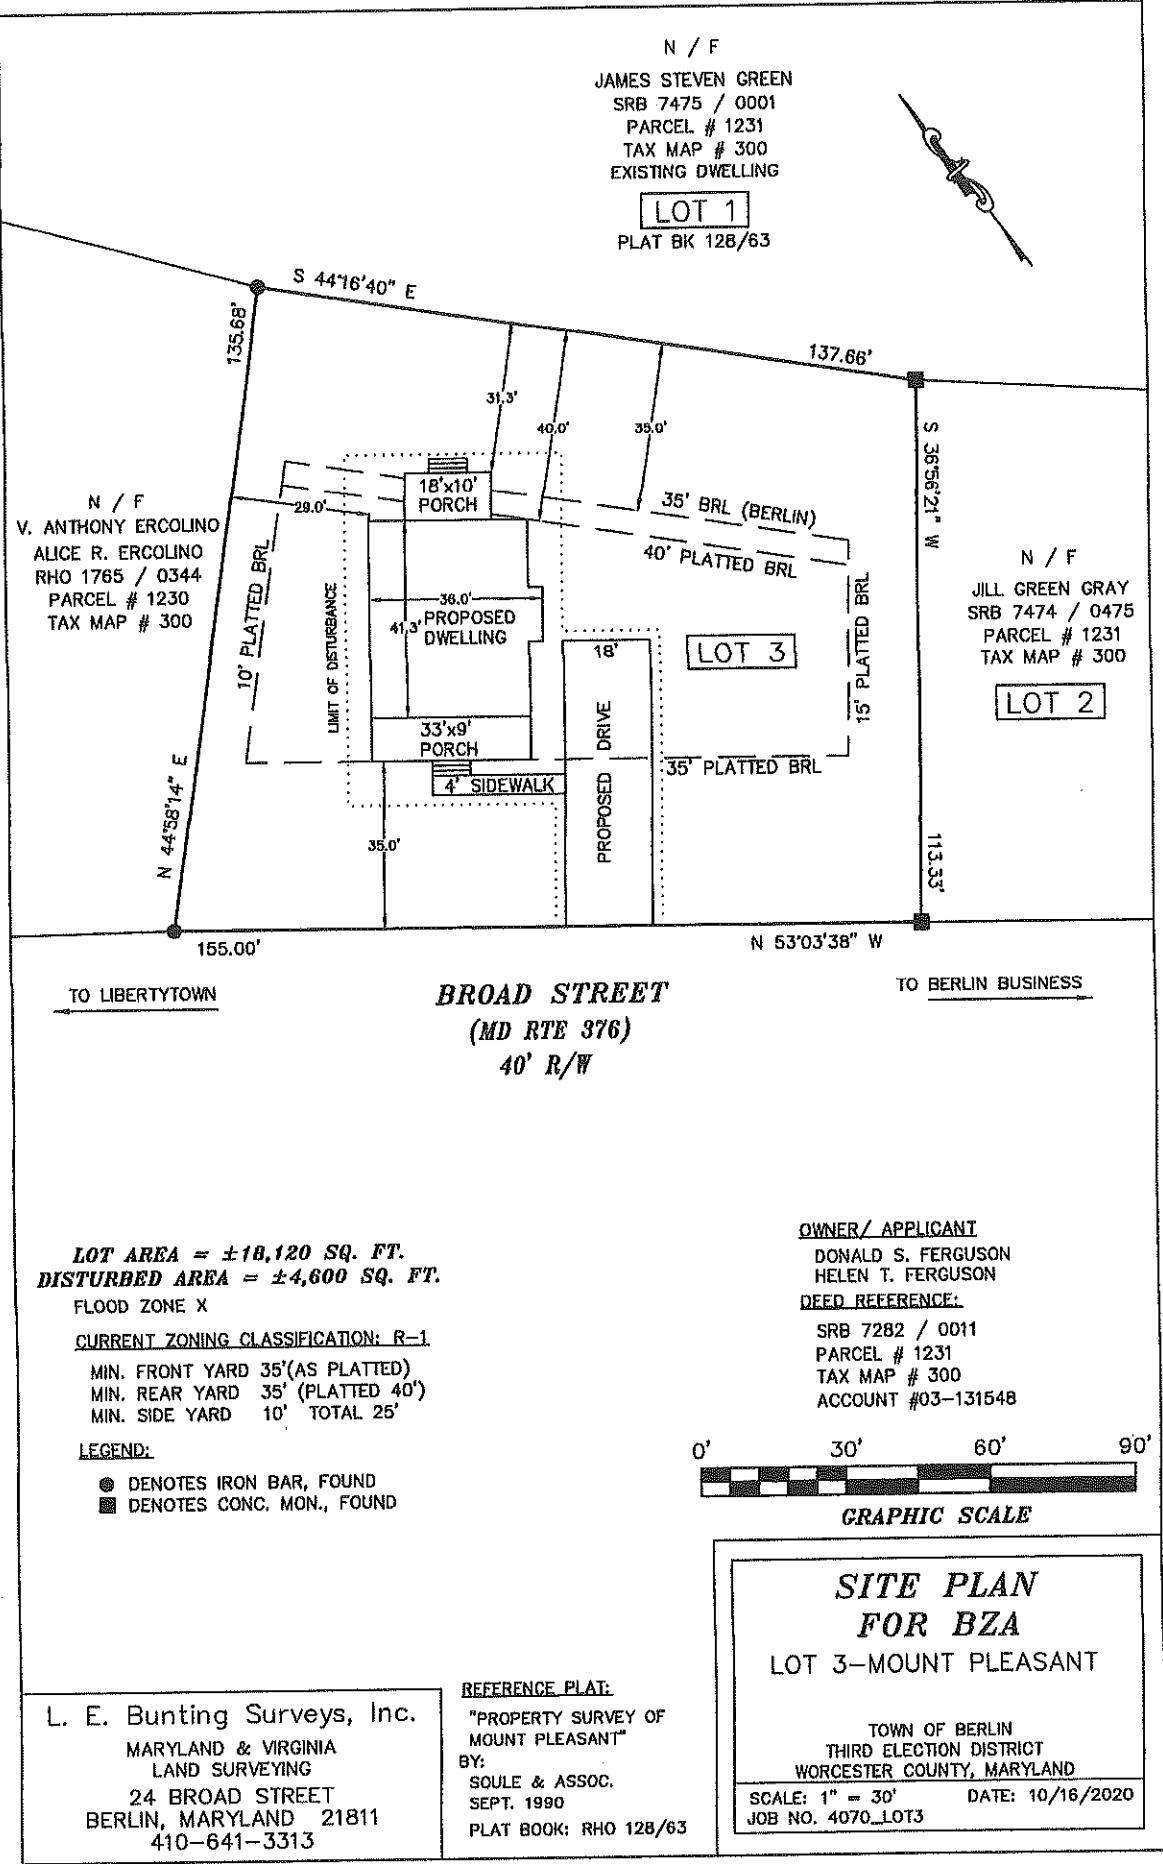 N / F
JAMES STEVEN GREEN
SRB 7475 / 0001
PARCEL # 1231
TAX MAP # 300
EXISTING DWELLING
LOT 1
PLAT BK 128/63
S 44°16'40" E
135.68'
137.66'
31.3'
40.0'
35.0'
S 36°56'21" W
18'x10'
PORCH
35' BRL (BERLIN)
40' PLATTED BRL
29.0'
N / F
V. ANTHONY ERCOLINO
ALICE R. ERCOLINO
RHO 1765 / 0344
PARCEL # 1230
TAX MAP # 300
10' PLATTED BRL
LIMIT OF DISTURBANCE
36.0'
41.3'
PROPOSED
DWELLING
18'
LOT 3
15' PLATTED BRL
N / F
JILL GREEN GRAY
SRB 7474 / 0475
PARCEL # 1231
TAX MAP # 300
LOT 2
33'x9'
PORCH
4' SIDEWALK
PROPOSED DRIVE
35' PLATTED BRL
N 44°58'14" E
35.0'
113.33'
155.00'
N 53°03'38" W
TO LIBERTYTOWN
BROAD STREET
(MD RTE 376)
40' R/W
TO BERLIN BUSINESS
LOT AREA = ±18,120 SQ. FT.
DISTURBED AREA = ±4,600 SQ. FT.
FLOOD ZONE X
CURRENT ZONING CLASSIFICATION: R-1
MIN. FRONT YARD 35'(AS PLATTED)
MIN. REAR YARD 35' (PLATTED 40')
MIN. SIDE YARD 10' TOTAL 25'
LEGEND:
DENOTES IRON BAR, FOUND
DENOTES CONC. MON., FOUND
OWNER/ APPLICANT
DONALD S. FERGUSON
HELEN T. FERGUSON
DEED REFERENCE:
SRB 7282 / 0011
PARCEL # 1231
TAX MAP # 300
ACCOUNT #03-131548
0' 30' 60' 90'
GRAPHIC SCALE
SITE PLAN
FOR BZA
LOT 3-MOUNT PLEASANT
TOWN OF BERLIN
THIRD ELECTION DISTRICT
WORCESTER COUNTY, MARYLAND
SCALE: 1" = 30' DATE: 10/16/2020
JOB NO. 4070_LOT3
REFERENCE PLAT:
"PROPERTY SURVEY OF
MOUNT PLEASANT"
BY:
SOULE & ASSOC.
SEPT. 1990
PLAT BOOK: RHO 128/63
L. E. Bunting Surveys, Inc.
MARYLAND & VIRGINIA
LAND SURVEYING
24 BROAD STREET
BERLIN, MARYLAND 21811
410-641-3313